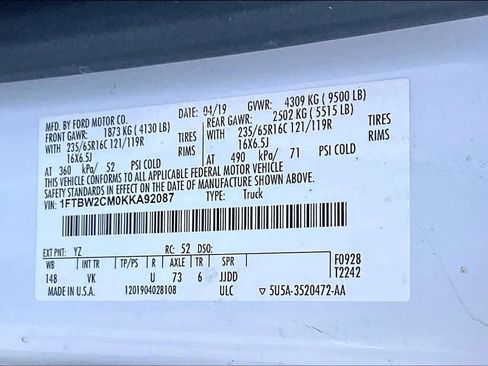 MFD. BY FORD MOTOR CO. DATE: 04/19 GVWR: 4309 KG ( 9500 LB)
FRONT GAWR: 1873 KG ( 4130 LB) REAR GAWR: 2502 KG ( 5515 LB)
WITH 235/65R16C 121/119R TIRES WITH 235/65R16C 121/119R TIRES
16X6.5J RIMS 16X6.5J RIMS
AT 360 kPa/ 52 PSI COLD AT 490 kPa/ 71 PSI COLD
THIS VEHICLE CONFORMS TO ALL APPLICABLE FEDERAL MOTOR VEHICLE
SAFETY STANDARDS IN EFFECT ON THE DATE OF MANUFACTURE SHOWN ABOVE.
VIN: 1FTBW2CM0KKA92087 TYPE: Truck
EXT PNT: YZ RC: 52 DSO: F0928
WB INT TR TP/PS R AXLE TR SPR T2242
148 VK U 73 6 JJDD
MADE IN U.S.A. 1201904028108 ULC ▽ 5U5A-3520472-AA